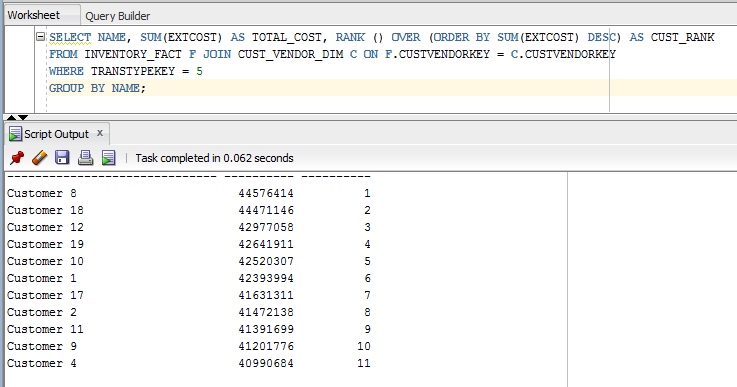 Worksheet Query Builder
SELECT NAME, SUM(EXTCOST) AS TOTAL_COST, RANK () OVER (ORDER BY SUM(EXTCOST) DESC) AS CUST_RANK
FROM INVENTORY_FACT F JOIN CUST_VENDOR_DIM C ON F.CUSTVENDORKEY = C.CUSTVENDORKEY
WHERE TRANSTYPEKEY = 5
GROUP BY NAME;
Script Output x
Task completed in 0.062 seconds
------------------------------ ---------- ----------
Customer 8 44576414 1
Customer 18 44471146 2
Customer 12 42977058 3
Customer 19 42641911 4
Customer 10 42520307 5
Customer 1 42393994 6
Customer 17 41631311 7
Customer 2 41472138 8
Customer 11 41391699 9
Customer 9 41201776 10
Customer 4 40990684 11